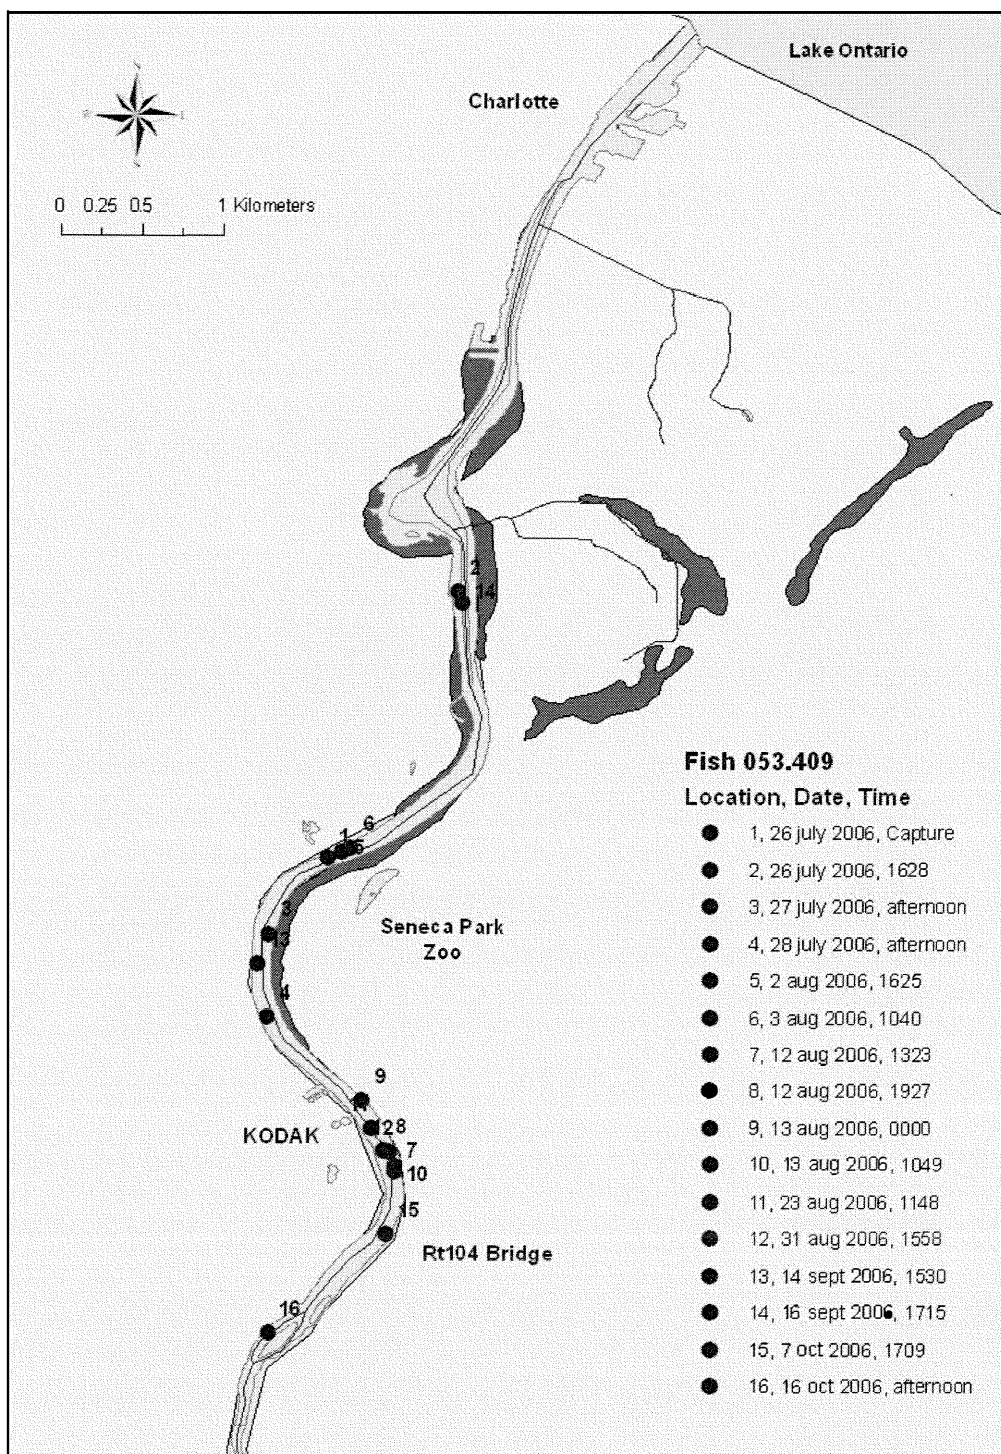 Lake Ontario
Charlotte
0 0.25 0.5 1 Kilometers
2
14
Fish 053.409
Location, Date, Time
1, 26 july 2006, Capture
2, 26 july 2006, 1628
3, 27 july 2006, afternoon
4, 28 july 2006, afternoon
5, 2 aug 2006, 1625
6, 3 aug 2006, 1040
7, 12 aug 2006, 1323
8, 12 aug 2006, 1927
9, 13 aug 2006, 0000
10, 13 aug 2006, 1049
11, 23 aug 2006, 1148
12, 31 aug 2006, 1558
13, 14 sept 2006, 1530
14, 16 sept 2006, 1715
15, 7 oct 2006, 1709
16, 16 oct 2006, afternoon
6
1
5
3
Seneca Park
Zoo
13
4
9
KODAK
12
8
7
10
15
Rt104 Bridge
16